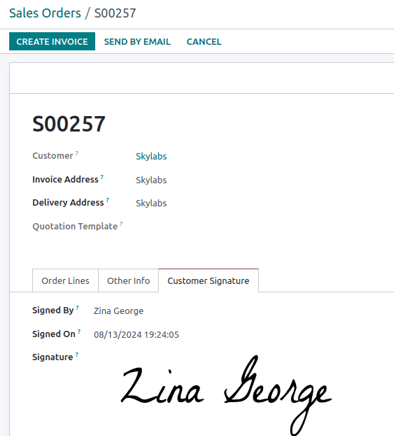 Sales Orders / S00257
CREATE INVOICE SEND BY EMAIL CANCEL
S00257
Customer ? Skylabs
Invoice Address ? Skylabs
Delivery Address ? Skylabs
Quotation Template ?
Order Lines Other Info Customer Signature
Signed By ? Zina George
Signed On ? 08/13/2024 19:24:05
Signature ?
Zina George